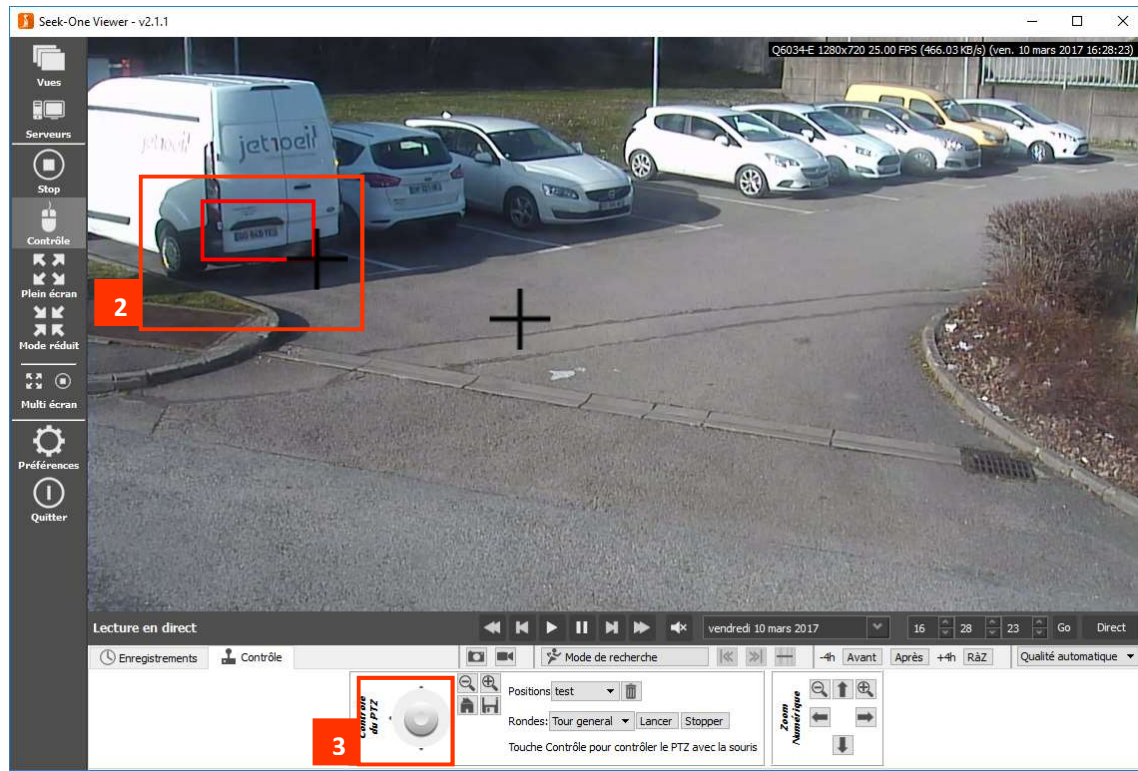 Seek-One Viewer - v2.1.1
Q6034-E 1280x720 25.00 FPS (466.03 KB/s) (ven. 10 mars 2017 16:28:23)
Vues
Serveurs
Stop
Contrôle
Plein écran
Mode réduit
Multi écran
Préférences
Quitter
jetnoeil
jetnoeil
2
Lecture en direct
vendredi 10 mars 2017
16 28 23 Go Direct
Enregistrements Contrôle
Mode de recherche
-4h Avant Après +4h RàZ
Qualité automatique
Contrôle du PTZ
3
Positions test
Rondes: Tour general Lancer Stopper
Touche Contrôle pour contrôler le PTZ avec la souris
Zoom
Numérique